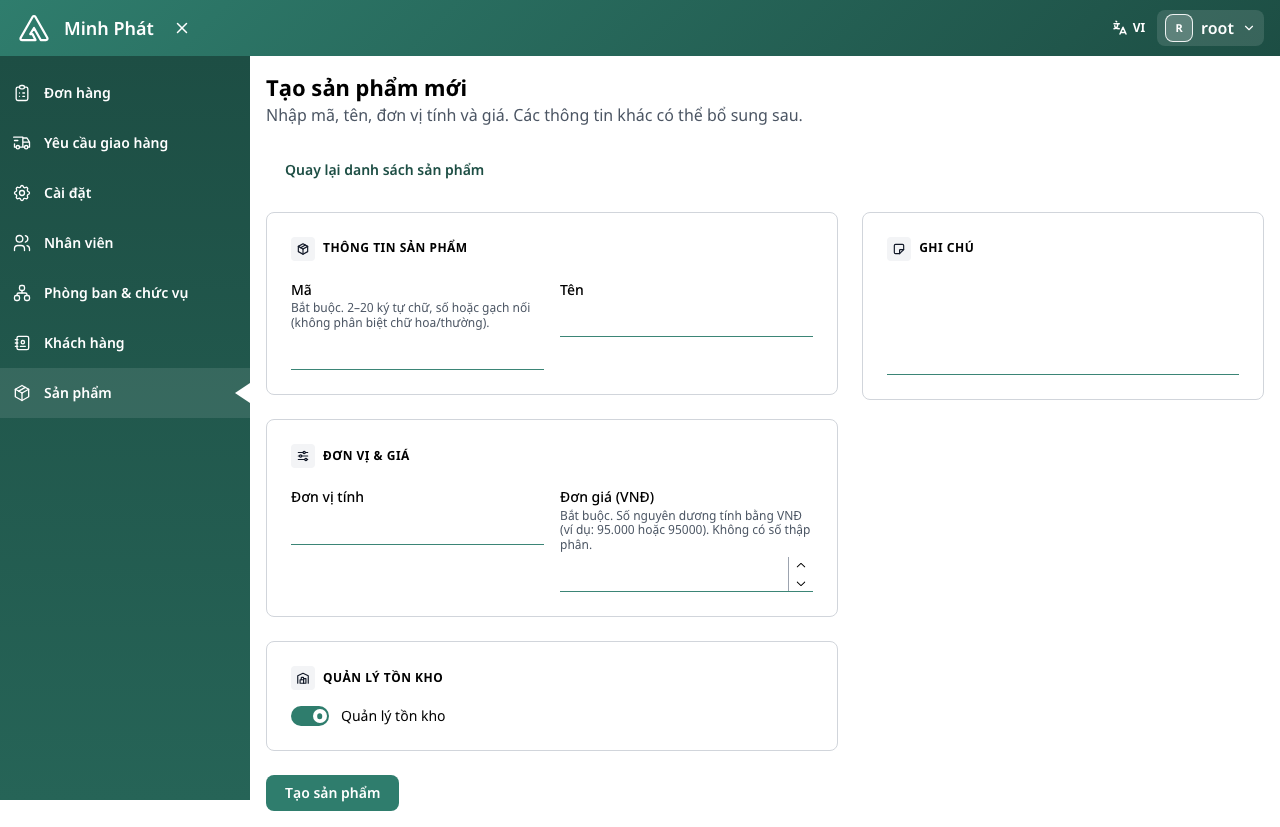 Minh Phát
VI
R
root
Đơn hàng
Yêu cầu giao hàng
Cài đặt
Nhân viên
Phòng ban & chức vụ
Khách hàng
Sản phẩm
Tạo sản phẩm mới
Nhập mã, tên, đơn vị tính và giá. Các thông tin khác có thể bổ sung sau.
Quay lại danh sách sản phẩm
THÔNG TIN SẢN PHẨM
Mã
Bắt buộc. 2–20 ký tự chữ, số hoặc gạch nối
(không phân biệt chữ hoa/thường).
Tên
GHI CHÚ
ĐƠN VỊ & GIÁ
Đơn vị tính
Đơn giá (VNĐ)
Bắt buộc. Số nguyên dương tính bằng VNĐ
(ví dụ: 95.000 hoặc 95000). Không có số thập
phân.
QUẢN LÝ TỒN KHO
Quản lý tồn kho
Tạo sản phẩm